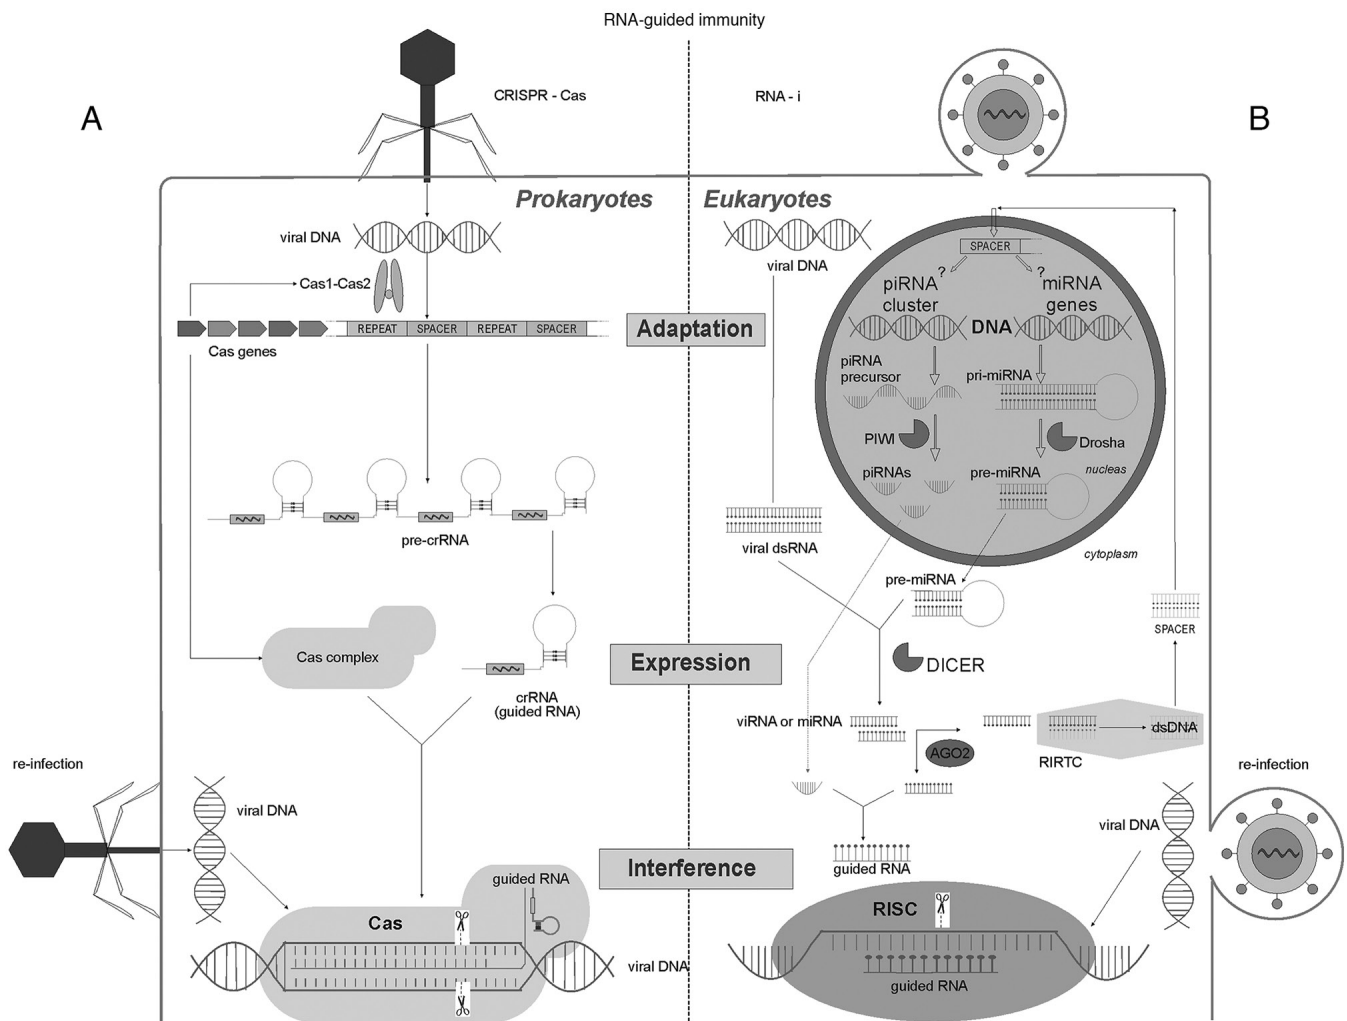 RNA-guided immunity
CRISPR - Cas
RNA - i
A
B
Prokaryotes
Eukaryotes
viral DNA
Cas1-Cas2
REPEAT SPACER REPEAT SPACER
Cas genes
pre-crRNA
Cas complex
crRNA
(guided RNA)
re-infection
viral DNA
guided RNA
Cas
viral DNA
Adaptation
Expression
Interference
viral DNA
SPACER
? ?
piRNA
cluster
miRNA
genes
DNA
piRNA
precursor
pri-miRNA
PIWI
Drosha
nucleas
piRNAs
pre-miRNA
cytoplasm
viral dsRNA
pre-miRNA
SPACER
DICER
viRNA or miRNA
AGO2
dsDNA
RIRTC
re-infection
viral DNA
guided RNA
RISC
guided RNA